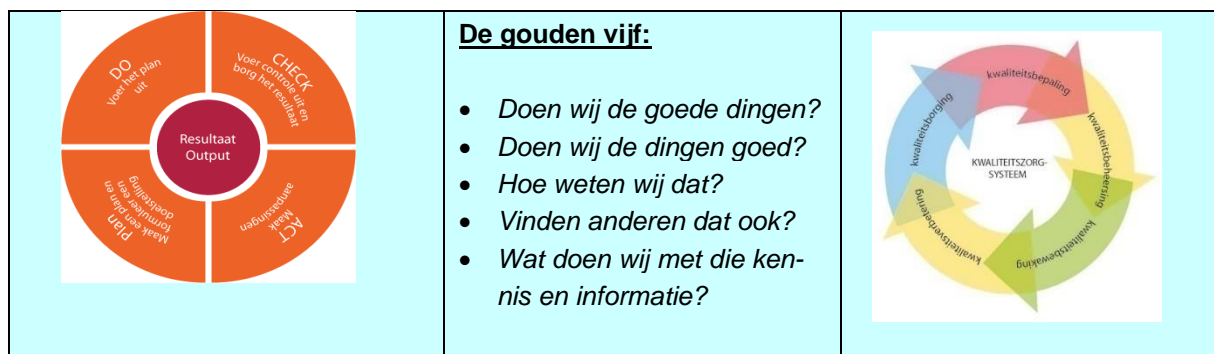 DO
Voer het plan
uit
CHECK
Voer controle uit en
borg het resultaat
Resultaat
Output
plan
Maak een plan en
formuleer een
doelstelling
ACT
Maak
aanpassingen
De gouden vijf:
• Doen wij de goede dingen?
• Doen wij de dingen goed?
• Hoe weten wij dat?
• Vinden anderen dat ook?
• Wat doen wij met die ken-
nis en informatie?
kwaliteitsbepaling
kwaliteitsbeheersing
kwaliteitsbewaking
kwaliteitsverbetering
kwaliteitsborging
KWALITEITSZORG-
SYSTEEM